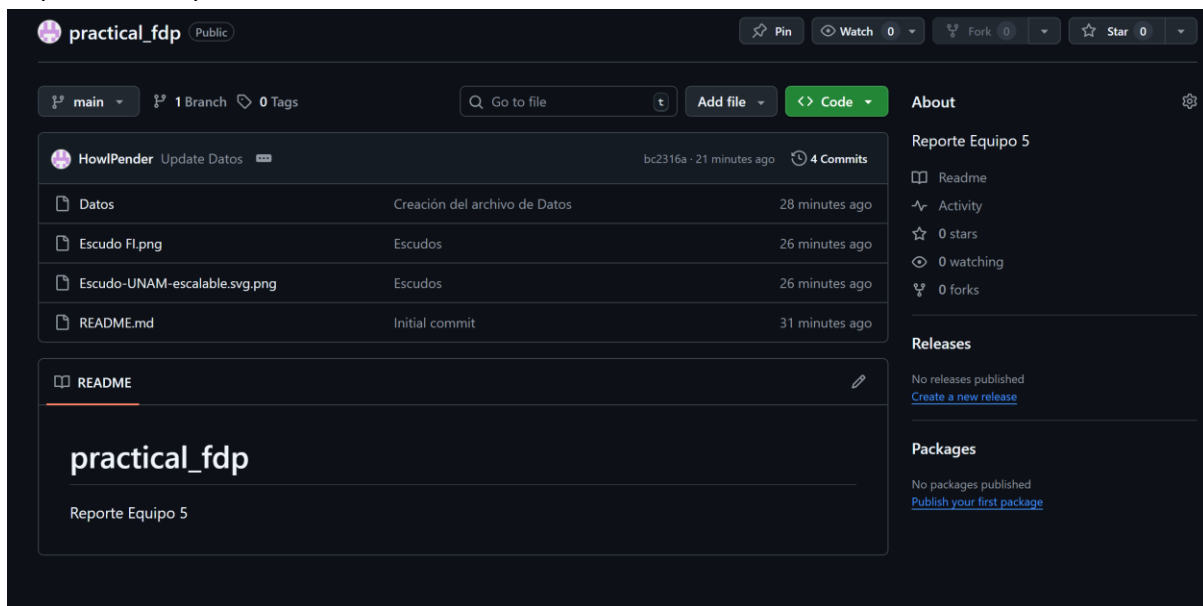 practical_fdp Public
Pin
Watch 0
Fork 0
Star 0
main
1 Branch
0 Tags
Go to file
t
Add file
<> Code
HowlPender Update Datos
bc2316a · 21 minutes ago
4 Commits
Datos
Creación del archivo de Datos
28 minutes ago
Escudo FI.png
Escudos
26 minutes ago
Escudo-UNAM-escalable.svg.png
Escudos
26 minutes ago
README.md
Initial commit
31 minutes ago
README
practical_fdp
Reporte Equipo 5
About
Reporte Equipo 5
Readme
Activity
0 stars
0 watching
0 forks
Releases
No releases published
Create a new release
Packages
No packages published
Publish your first package